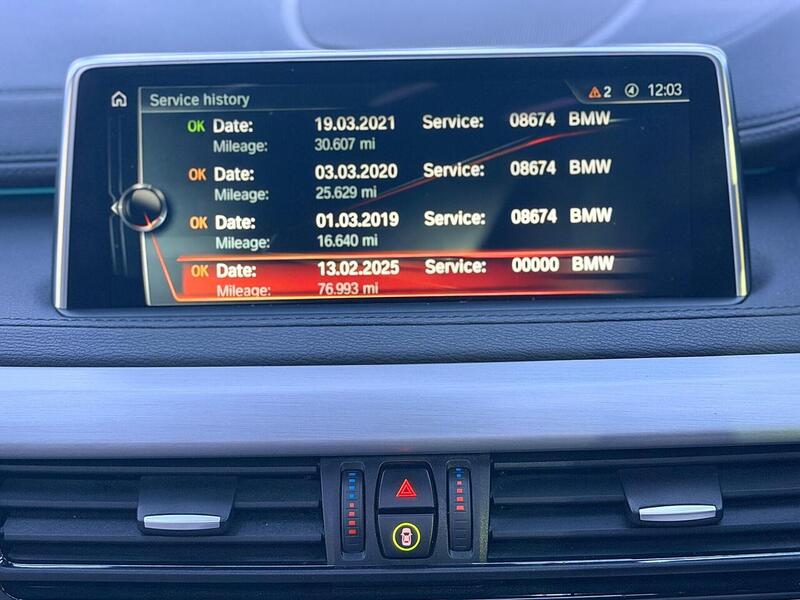 Service history 2 4 12:03
OK Date: 19.03.2021 Service: 08674 BMW
Mileage: 30.607 mi
OK Date: 03.03.2020 Service: 08674 BMW
Mileage: 25.629 mi
OK Date: 01.03.2019 Service: 08674 BMW
Mileage: 16.640 mi
OK Date: 13.02.2025 Service: 00000 BMW
Mileage: 76.993 mi